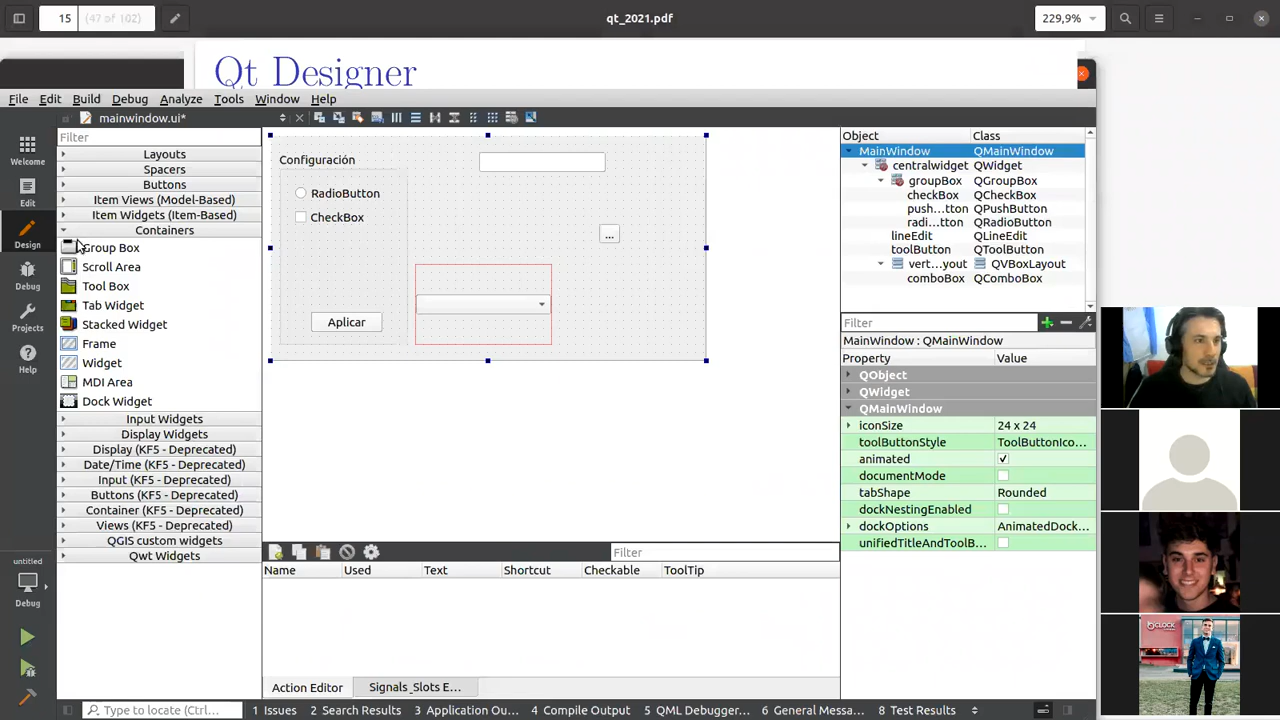 15 (47 of 102) qt_2021.pdf 229,9%
Qt Designer
File Edit Build Debug Analyze Tools Window Help
mainwindow.ui*
Welcome
Edit
Design
Debug
Projects
Help
untitled
Debug
Filter
Layouts
Spacers
Buttons
Item Views (Model-Based)
Item Widgets (Item-Based)
Containers
Group Box
Scroll Area
Tool Box
Tab Widget
Stacked Widget
Frame
Widget
MDI Area
Dock Widget
Input Widgets
Display Widgets
Display (KF5 - Deprecated)
Date/Time (KF5 - Deprecated)
Input (KF5 - Deprecated)
Buttons (KF5 - Deprecated)
Container (KF5 - Deprecated)
Views (KF5 - Deprecated)
QGIS custom widgets
Qwt Widgets
Configuración
RadioButton
CheckBox
...
Aplicar
Filter
Name Used Text Shortcut Checkable ToolTip
Action Editor Signals_Slots E...
Object Class
MainWindow QMainWindow
centralwidget QWidget
groupBox QGroupBox
checkBox QCheckBox
push...tton QPushButton
radi...tton QRadioButton
lineEdit QLineEdit
toolButton QToolButton
vert...yout QVBoxLayout
comboBox QComboBox
Filter
MainWindow : QMainWindow
Property Value
QObject
QWidget
QMainWindow
iconSize 24 x 24
toolButtonStyle ToolButtonIco...
animated
documentMode
tabShape Rounded
dockNestingEnabled
dockOptions AnimatedDock...
unifiedTitleAndToolB...
Type to locate (Ctrl... 1 Issues 2 Search Results 3 Application Ou... 4 Compile Output 5 QML Debugger... 6 General Messa... 8 Test Results
CLOCK